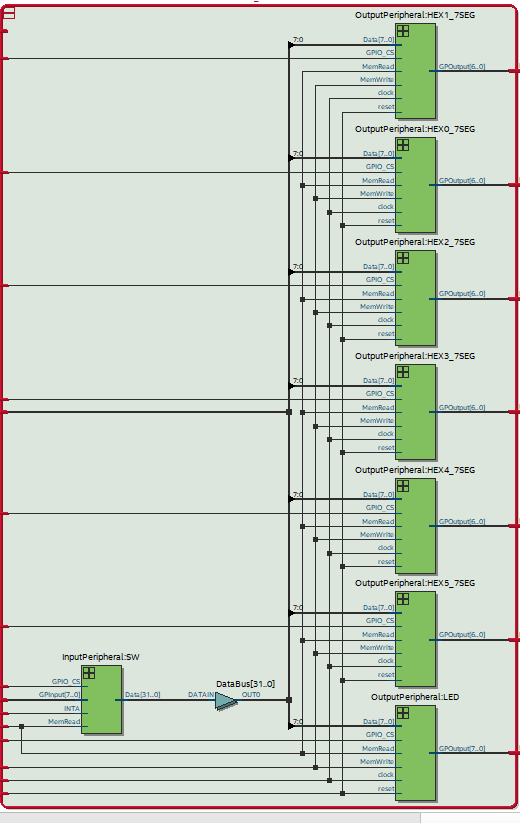 OutputPeripheral:HEX1_7SEG
7:0
Data[7..0]
GPIO_CS
MemRead
MemWrite
clock
reset
GPOutput[6..0]
OutputPeripheral:HEX0_7SEG
7:0
Data[7..0]
GPIO_CS
MemRead
MemWrite
clock
reset
GPOutput[6..0]
OutputPeripheral:HEX2_7SEG
7:0
Data[7..0]
GPIO_CS
MemRead
MemWrite
clock
reset
GPOutput[6..0]
OutputPeripheral:HEX3_7SEG
7:0
Data[7..0]
GPIO_CS
MemRead
MemWrite
clock
reset
GPOutput[6..0]
OutputPeripheral:HEX4_7SEG
7:0
Data[7..0]
GPIO_CS
MemRead
MemWrite
clock
reset
GPOutput[6..0]
OutputPeripheral:HEX5_7SEG
7:0
Data[7..0]
GPIO_CS
MemRead
MemWrite
clock
reset
GPOutput[6..0]
InputPeripheral:SW
GPIO_CS
GPInput[7..0]
INTA
MemRead
Data[31..0]
DataBus[31..0]
DATAIN
OUT0
OutputPeripheral:LED
7:0
Data[7..0]
GPIO_CS
MemRead
MemWrite
clock
reset
GPOutput[7..0]